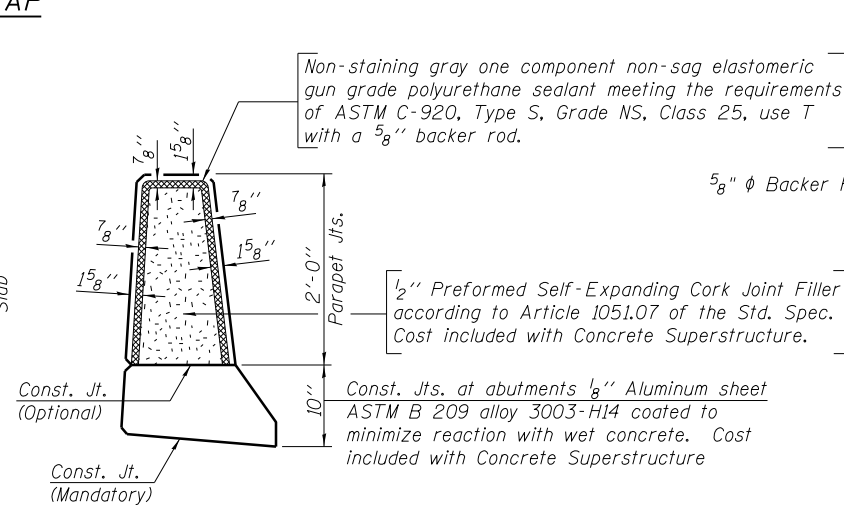 AP
Non-staining gray one component non-sag elastomeric
gun grade polyurethane sealant meeting the requirements
of ASTM C-920, Type S, Grade NS, Class 25, use T
with a 5/8" backer rod.
7/8"
1 5/8"
5/8" ϕ Backer
7/8"
7/8"
1 5/8"
1 5/8"
2'-0"
Parapet Jts.
Slab
1/2" Preformed Self-Expanding Cork Joint Filler
according to Article 1051.07 of the Std. Spec.
Cost included with Concrete Superstructure.
Const. Jt.
(Optional)
10"
Const. Jts. at abutments 1/8" Aluminum sheet
ASTM B 209 alloy 3003-H14 coated to
minimize reaction with wet concrete. Cost
included with Concrete Superstructure
Const. Jt.
(Mandatory)